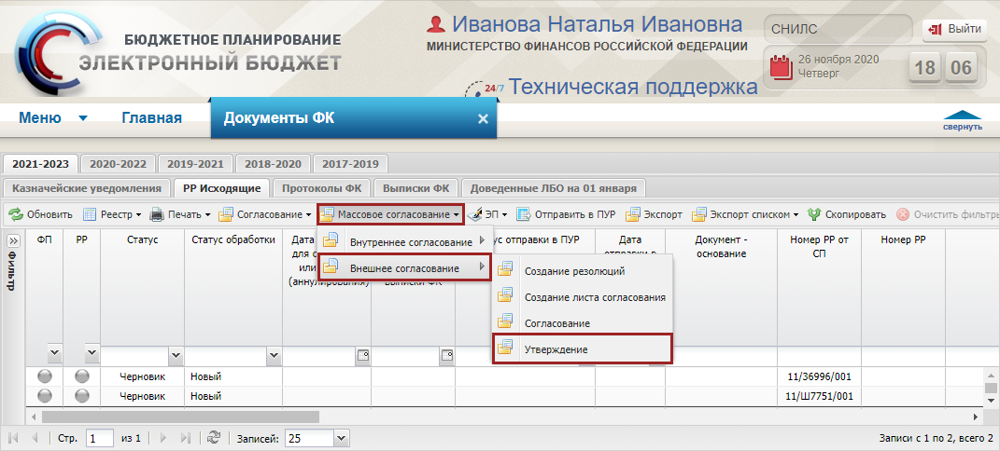 БЮДЖЕТНОЕ ПЛАНИРОВАНИЕ
ЭЛЕКТРОННЫЙ БЮДЖЕТ
Иванова Наталья Ивановна
МИНИСТЕРСТВО ФИНАНСОВ РОССИЙСКОЙ ФЕДЕРАЦИИ
24/7 Техническая поддержка
СНИЛС
Выйти
26 ноября 2020
Четверг
18 06
Меню Главная Документы ФК
свернуть
2021-2023 2020-2022 2019-2021 2018-2020 2017-2019
Казначейские уведомления РР Исходящие Протоколы ФК Выписки ФК Доведенные ЛБО на 01 января
Обновить Реестр Печать Согласование Массовое согласование ЭП Отправить в ПУР Экспорт Экспорт списком Скопировать Очистить фильтры
Фильтр
ФП РР Статус Статус обработки
Дата
для о
или
(аннулирования)
выписки ФК
ус отправки в ПУР
Дата
отправки в
Документ -
основание
Номер РР от
СП
Номер РР
Внутреннее согласование
Внешнее согласование
Создание резолюций
Создание листа согласования
Согласование
Утверждение
Черновик Новый 11/36996/001
Черновик Новый 11/Ш7751/001
Стр. 1 из 1 Записей: 25 Записи с 1 по 2, всего 2